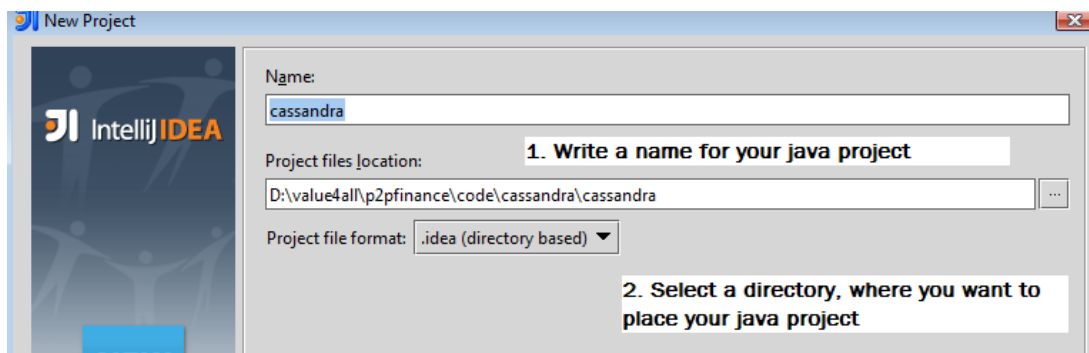 New Project
IntelliJ IDEA
Name:
cassandra
1. Write a name for your java project
Project files location:
D:\value4all\p2pfinance\code\cassandra\cassandra
...
Project file format: .idea (directory based)
2. Select a directory, where you want to
place your java project